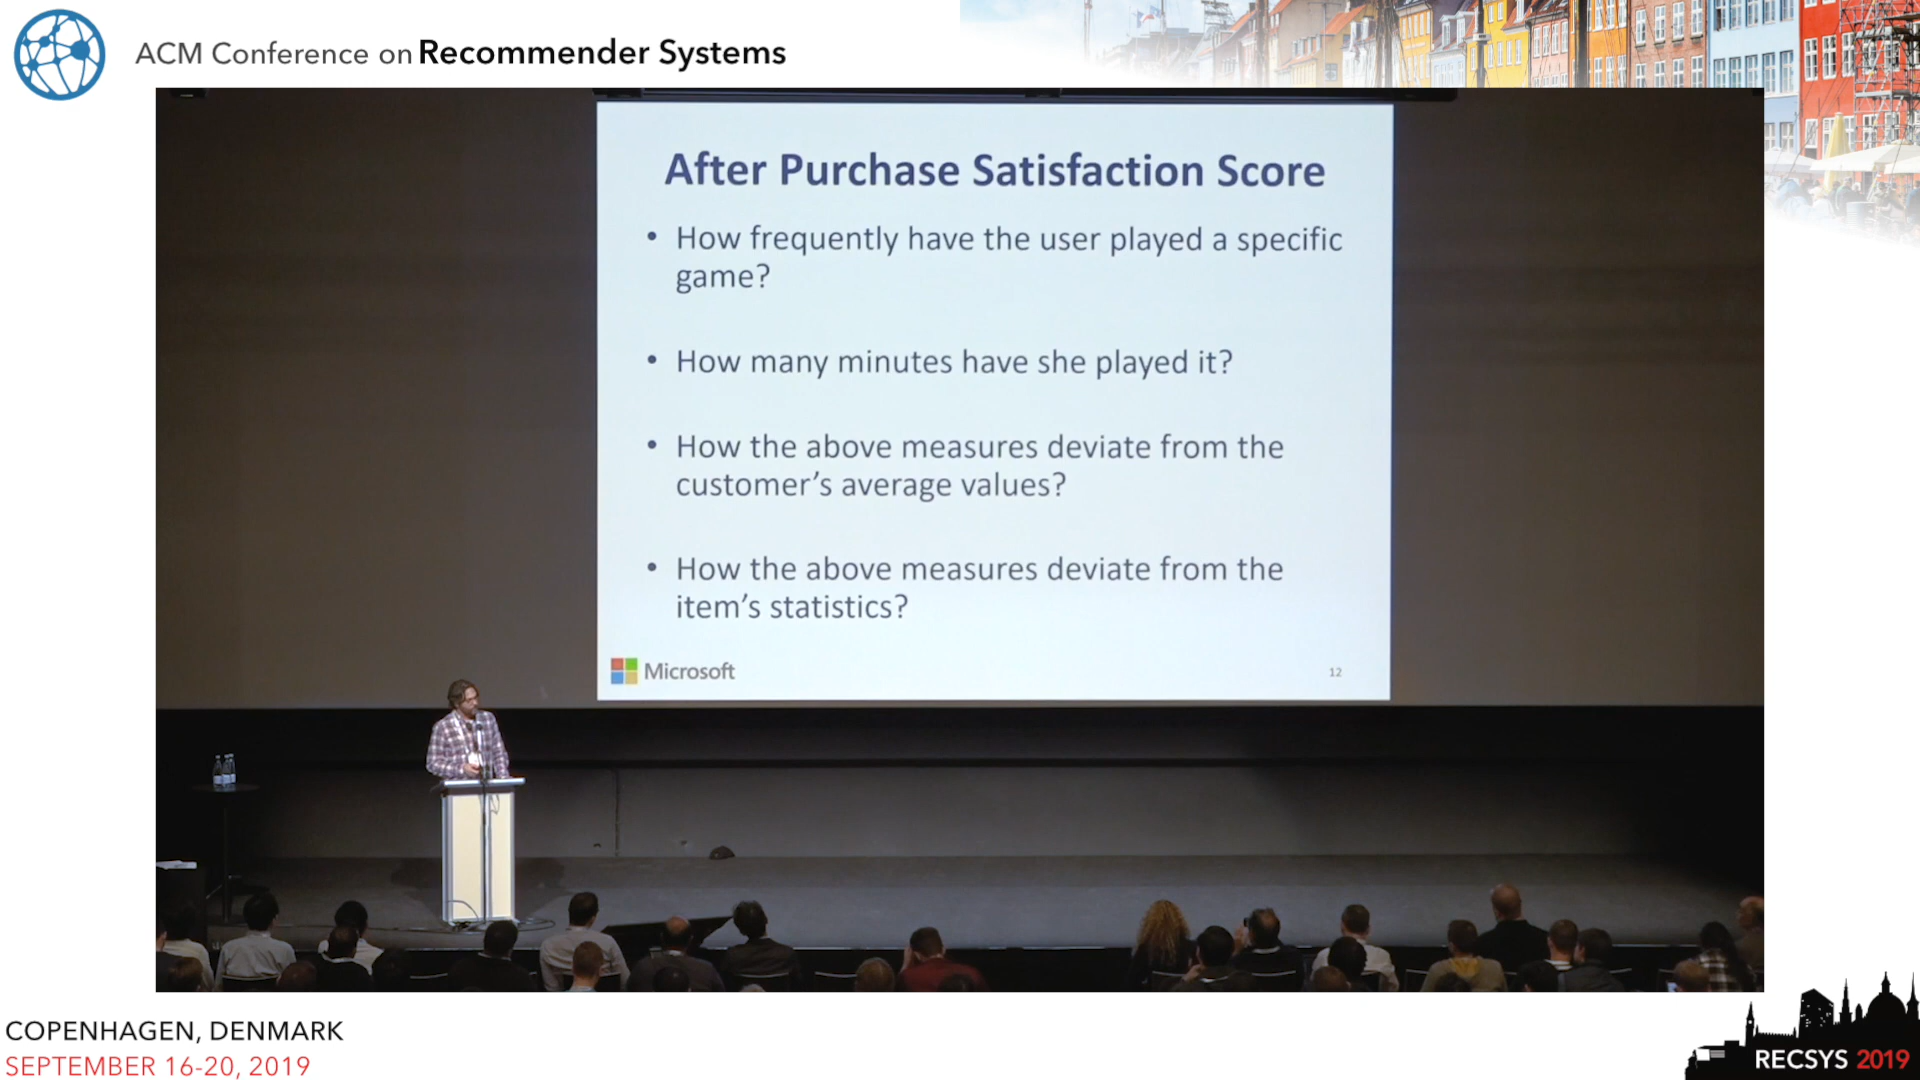 ACM Conference on Recommender Systems
After Purchase Satisfaction Score
• How frequently have the user played a specific
game?
• How many minutes have she played it?
• How the above measures deviate from the
customer’s average values?
• How the above measures deviate from the
item’s statistics?
Microsoft
12
COPENHAGEN, DENMARK
SEPTEMBER 16-20, 2019
RECSYS 2019